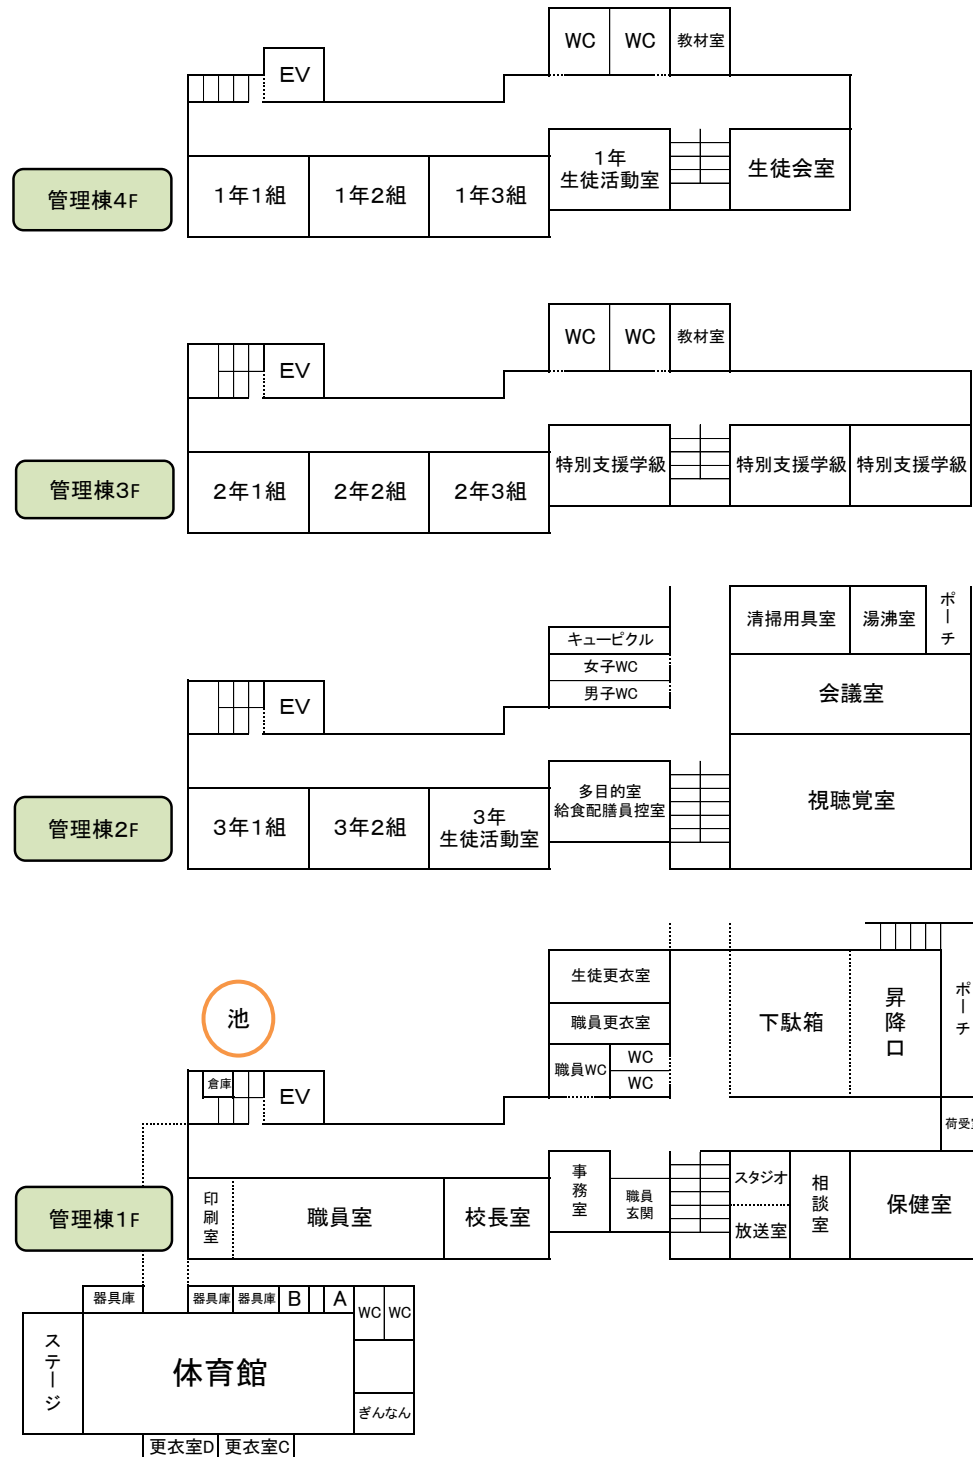 WC WC 教材室
EV
管理棟4F
1年1組 1年2組 1年3組
1年
生徒活動室
生徒会室
WC WC 教材室
EV
管理棟3F
2年1組 2年2組 2年3組
特別支援学級 特別支援学級 特別支援学級
清掃用具室 湯沸室 ポーチ
キュービクル
女子WC
男子WC
会議室
EV
管理棟2F
3年1組 3年2組
3年
生徒活動室
多目的室
給食配膳員控室
視聴覚室
生徒更衣室
職員更衣室
職員WC
WC
WC
下駄箱
昇降口
ポーチ
池
倉庫
EV
荷受室
管理棟1F
印刷室
職員室
校長室
事務室
職員
玄関
スタジオ
放送室
相談室
保健室
器具庫 器具庫 器具庫 B A
WC WC
ステージ
体育館
ぎんなん
更衣室D 更衣室C